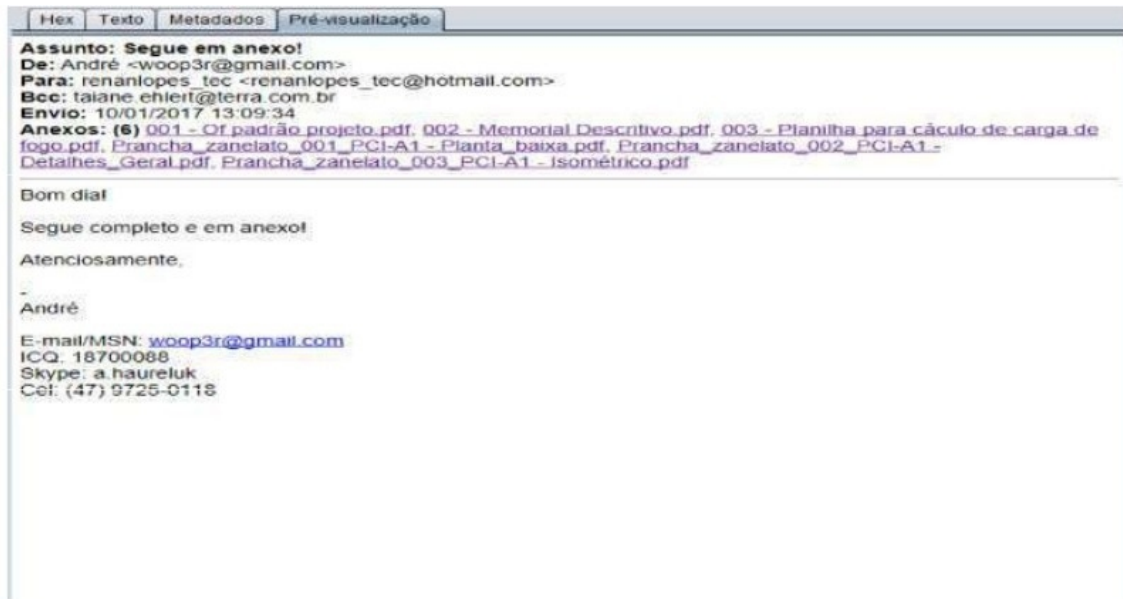 Hex Texto Metadados Pré-visualização
Assunto: Segue em anexo!
De: André <woop3r@gmail.com>
Para: renanlopes_tec <renanlopes_tec@hotmail.com>
Bcc: taiane.ehlert@terra.com.br
Envio: 10/01/2017 13:09:34
Anexos: (6) 001 - Of padrão projeto.pdf, 002 - Memorial Descritivo.pdf, 003 - Planilha para cáculo de carga de
fogo.pdf, Prancha_zanelato_001_PCI-A1 - Planta_baixa.pdf, Prancha_zanelato_002_PCI-A1 -
Detalhes_Geral.pdf, Prancha_zanelato_003_PCI-A1 - Isométrico.pdf
Bom dia!
Segue completo e em anexo!
Atenciosamente,
-
André
E-mail/MSN: woop3r@gmail.com
ICQ: 18700088
Skype: a.haureluk
Cel: (47) 9725-0118